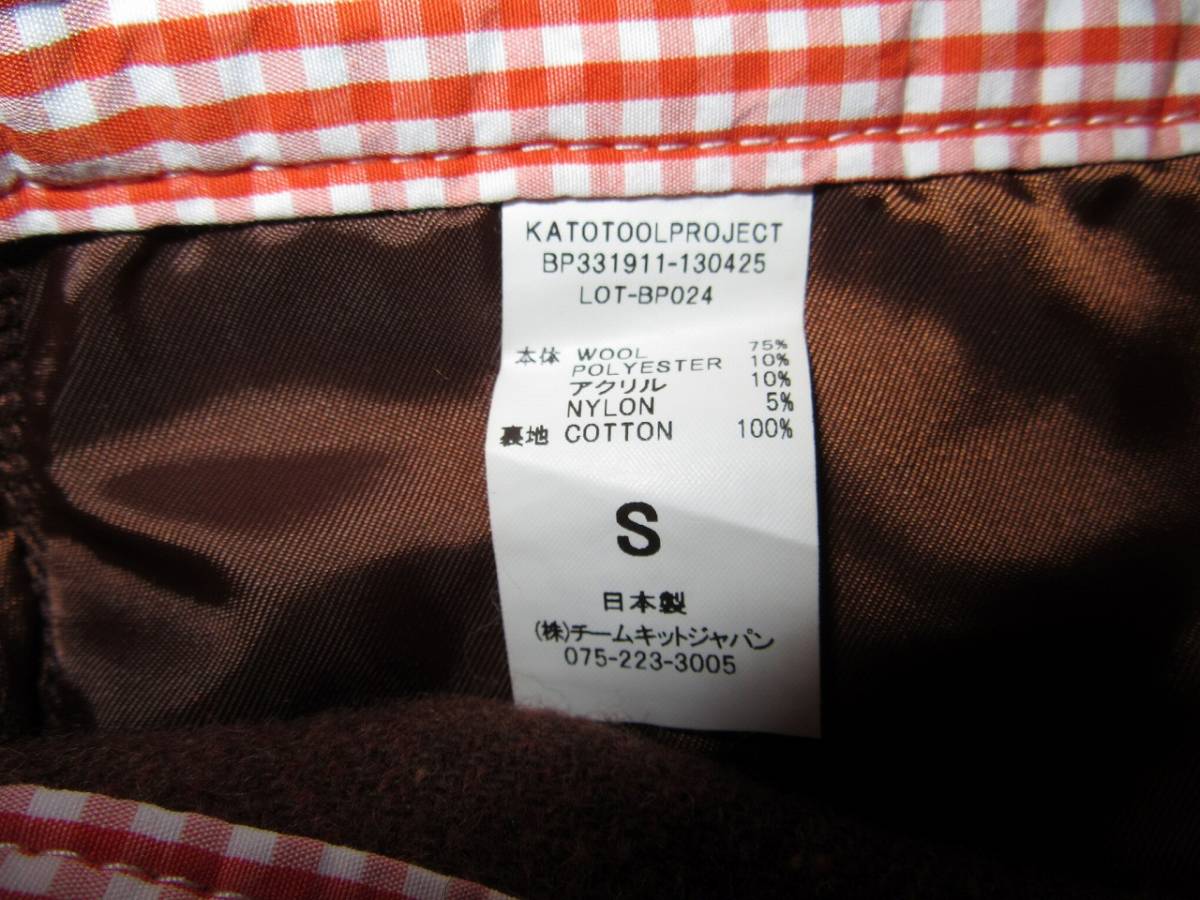 KATOTOOLPROJECT
BP331911-130425
LOT-BP024
本体 WOOL 75%
POLYESTER 10%
アクリル 10%
NYLON 5%
裏地 COTTON 100%
S
日本製
(株)チームキットジャパン
075-223-3005